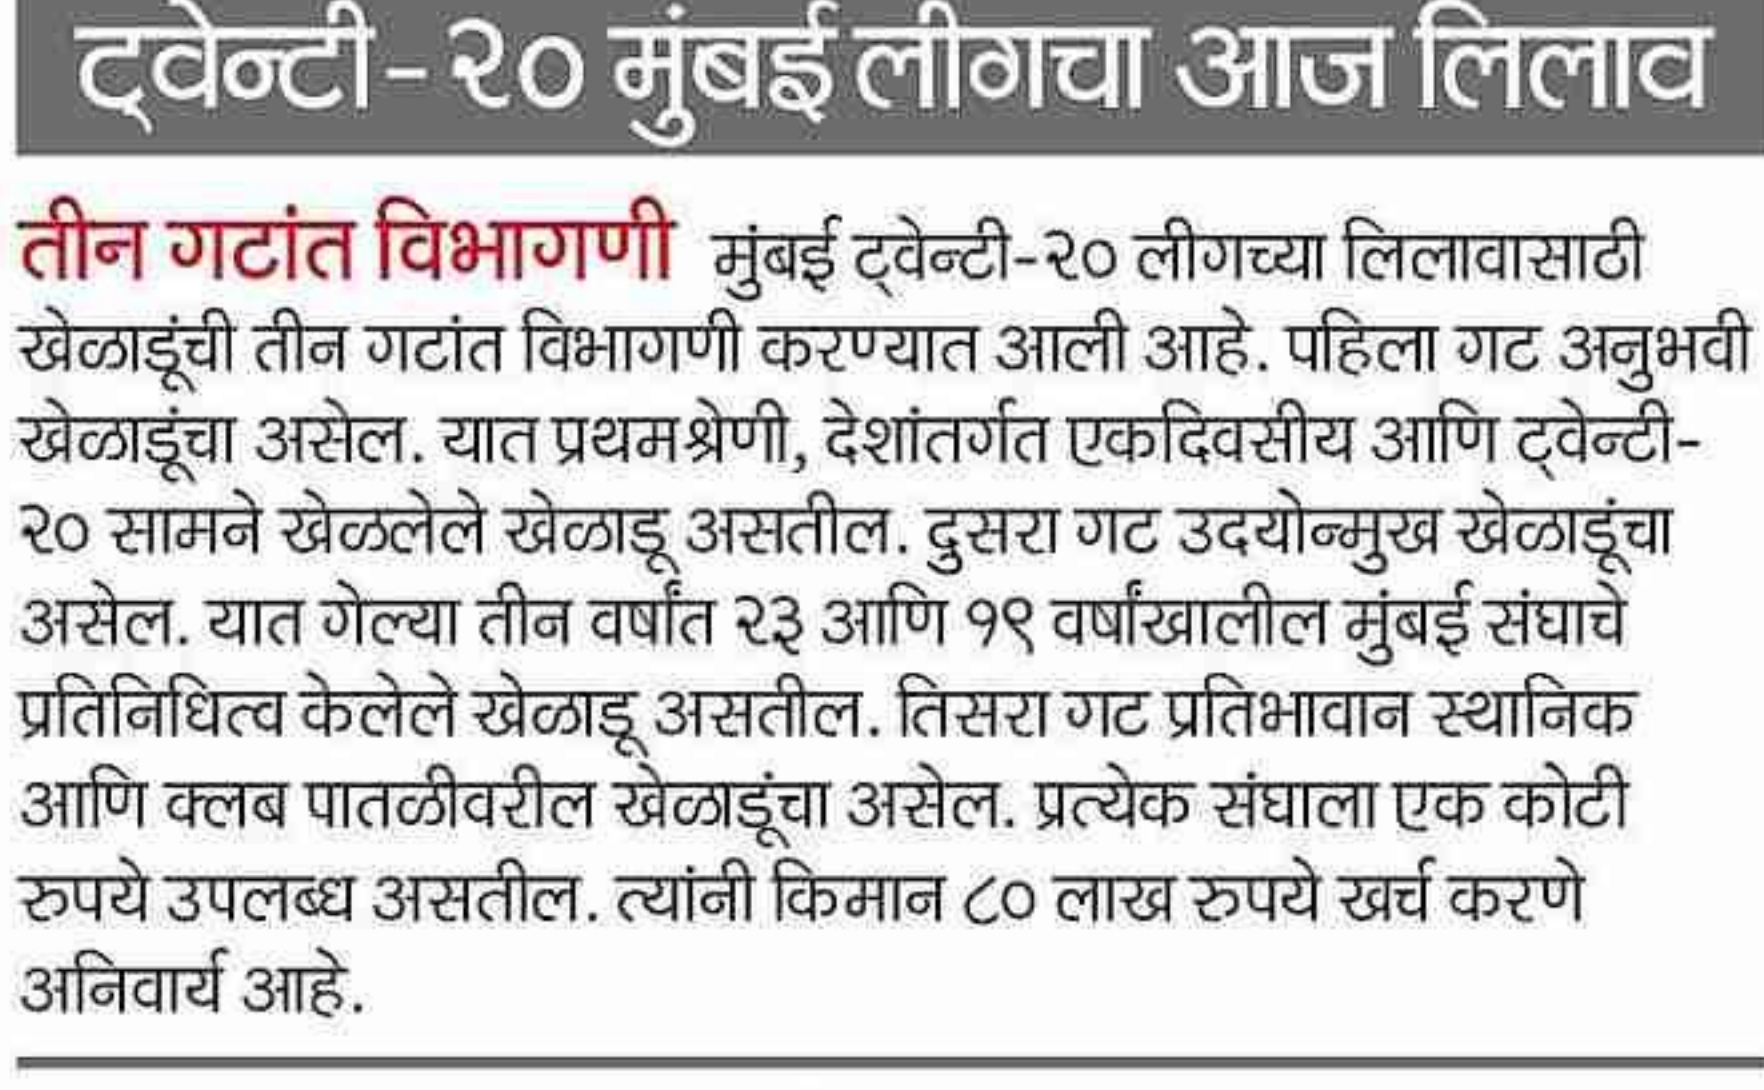 ट्वेन्टी-२० मुंबई लीगचा आज लिलाव
तीन गटांत विभागणी मुंबई ट्वेन्टी-२० लीगच्या लिलावासाठी
खेळाडूंची तीन गटांत विभागणी करण्यात आली आहे. पहिला गट अनुभवी
खेळाडूंचा असेल. यात प्रथमश्रेणी, देशांतर्गत एकदिवसीय आणि ट्वेन्टी-
२० सामने खेळलेले खेळाडू असतील. दुसरा गट उदयोन्मुख खेळाडूंचा
असेल. यात गेल्या तीन वर्षांत २३ आणि १९ वर्षांखालील मुंबई संघाचे
प्रतिनिधित्व केलेले खेळाडू असतील. तिसरा गट प्रतिभावान स्थानिक
आणि क्लब पातळीवरील खेळाडूंचा असेल. प्रत्येक संघाला एक कोटी
रुपये उपलब्ध असतील. त्यांनी किमान ८० लाख रुपये खर्च करणे
अनिवार्य आहे.